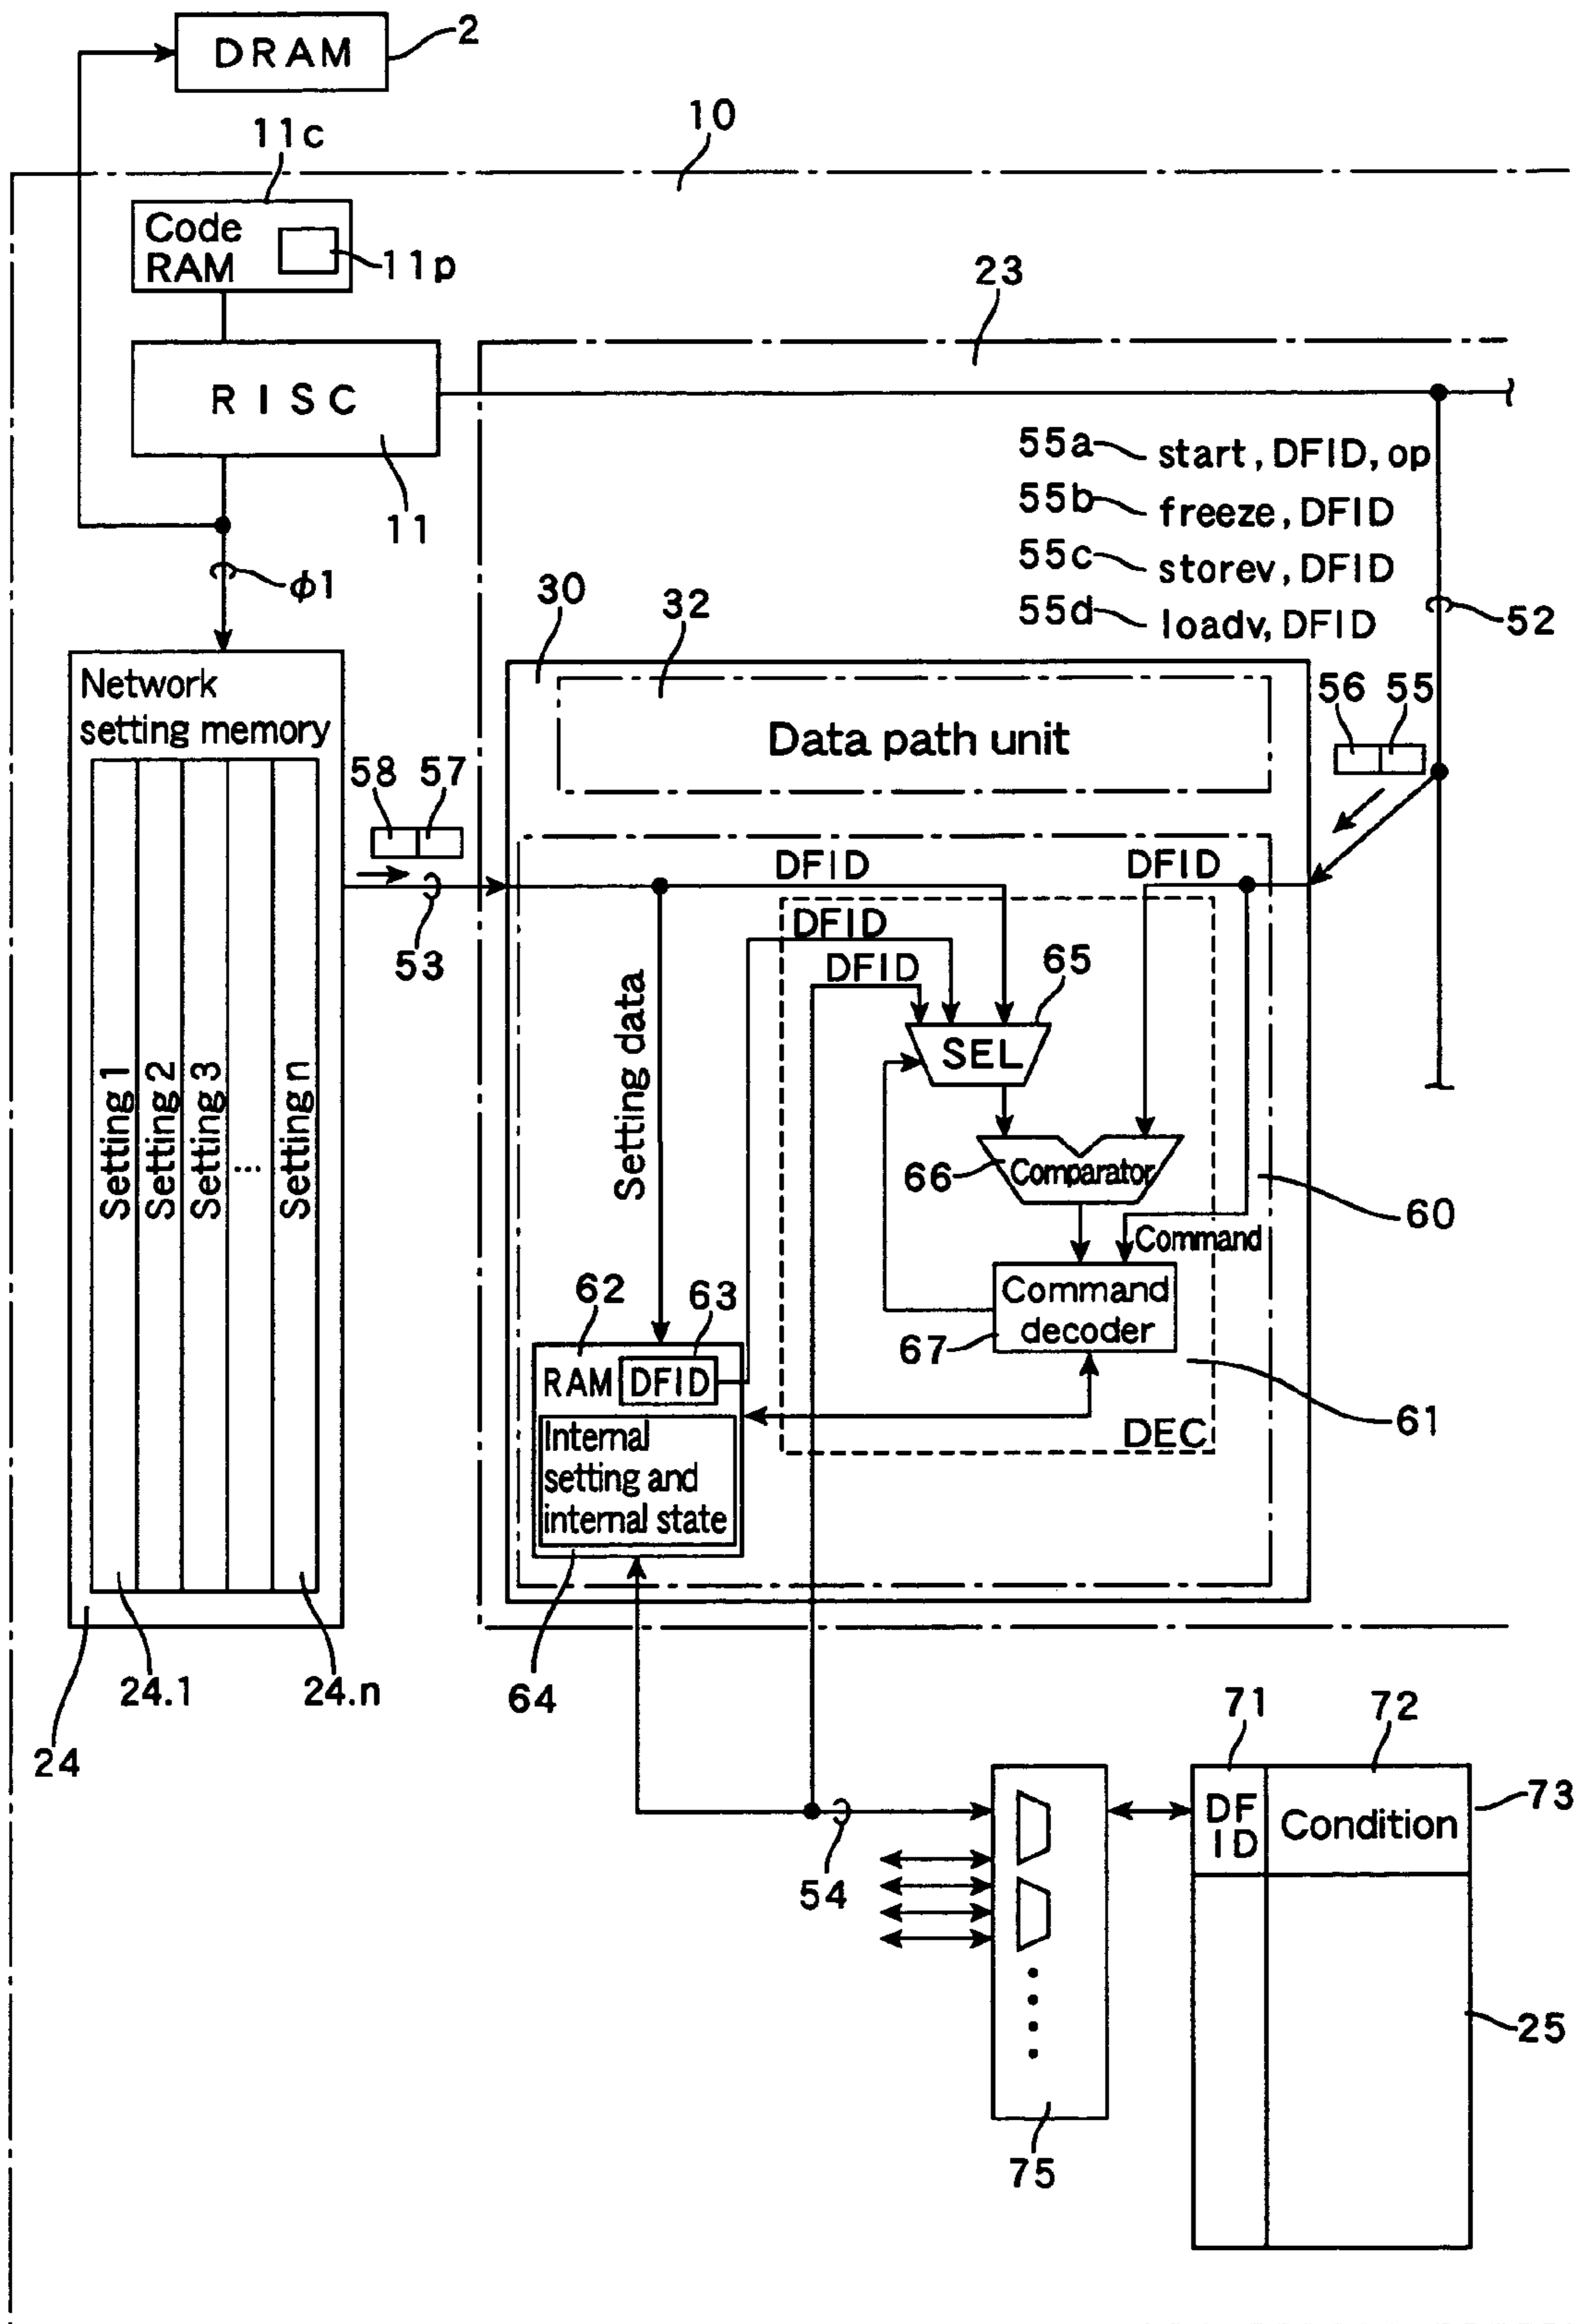 DRAM
2
10
11c
Code
RAM
11p
23
RISC
11
55a start, DFID, op
55b freeze, DFID
55c storev, DFID
55d loadv, DFID
52
ϕ1
30
32
Network
setting memory
Data path unit
56 55
58 57
53
DFID
DFID
DFID
DFID
65
SEL
Setting data
Setting 1
Setting 2
Setting 3
...
Setting n
66
Comparator
60
Command
Command
decoder
67
62
63
RAM
DFID
61
DEC
Internal
setting and
internal state
24.1
24.n
64
24
71
72
73
DF
ID
Condition
54
25
75